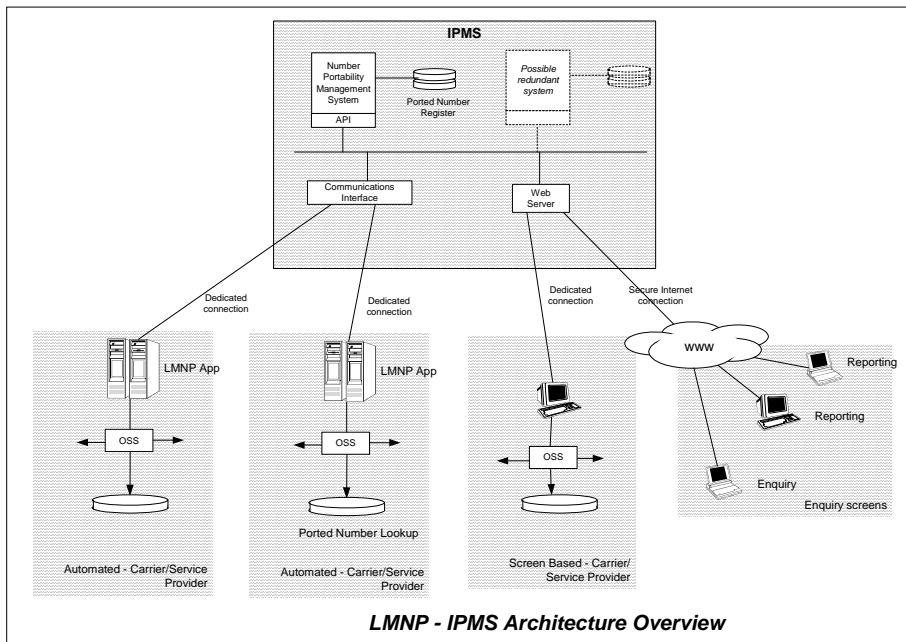 IPMS
Number
Portability
Management
System
API
Ported Number
Register
Possible
redundant
system
Communications
Interface
Web
Server
Dedicated
connection
Dedicated
connection
Dedicated
connection
Secure Internet
connection
LMNP App
OSS
Automated - Carrier/Service
Provider
LMNP App
OSS
Ported Number Lookup
Automated - Carrier/Service
Provider
OSS
Screen Based - Carrier/
Service Provider
WWW
Reporting
Reporting
Enquiry
Enquiry screens
LMNP - IPMS Architecture Overview